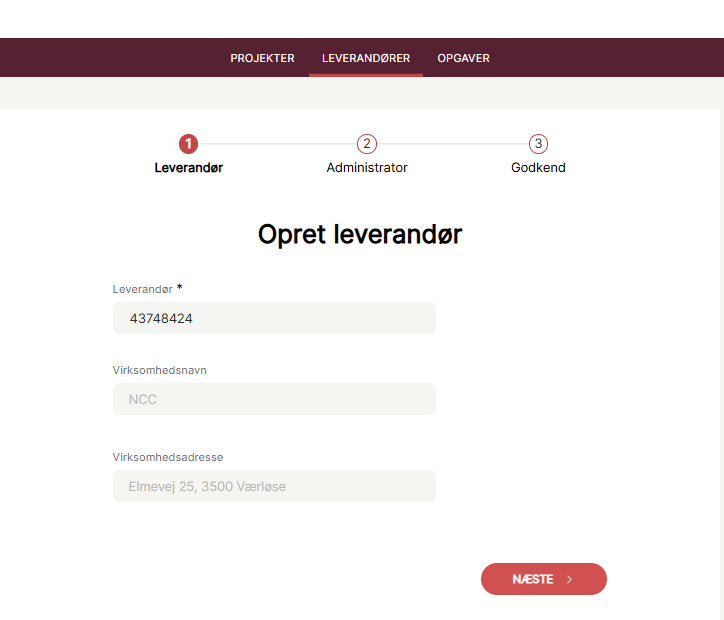 PROJEKTER LEVERANDØRER OPGAVER
1 2 3
Leverandør Administrator Godkend
Opret leverandør
Leverandør *
43748424
Virksomhedsnavn
NCC
Virksomhedsadresse
Elmevej 25, 3500 Værløse
NÆSTE >